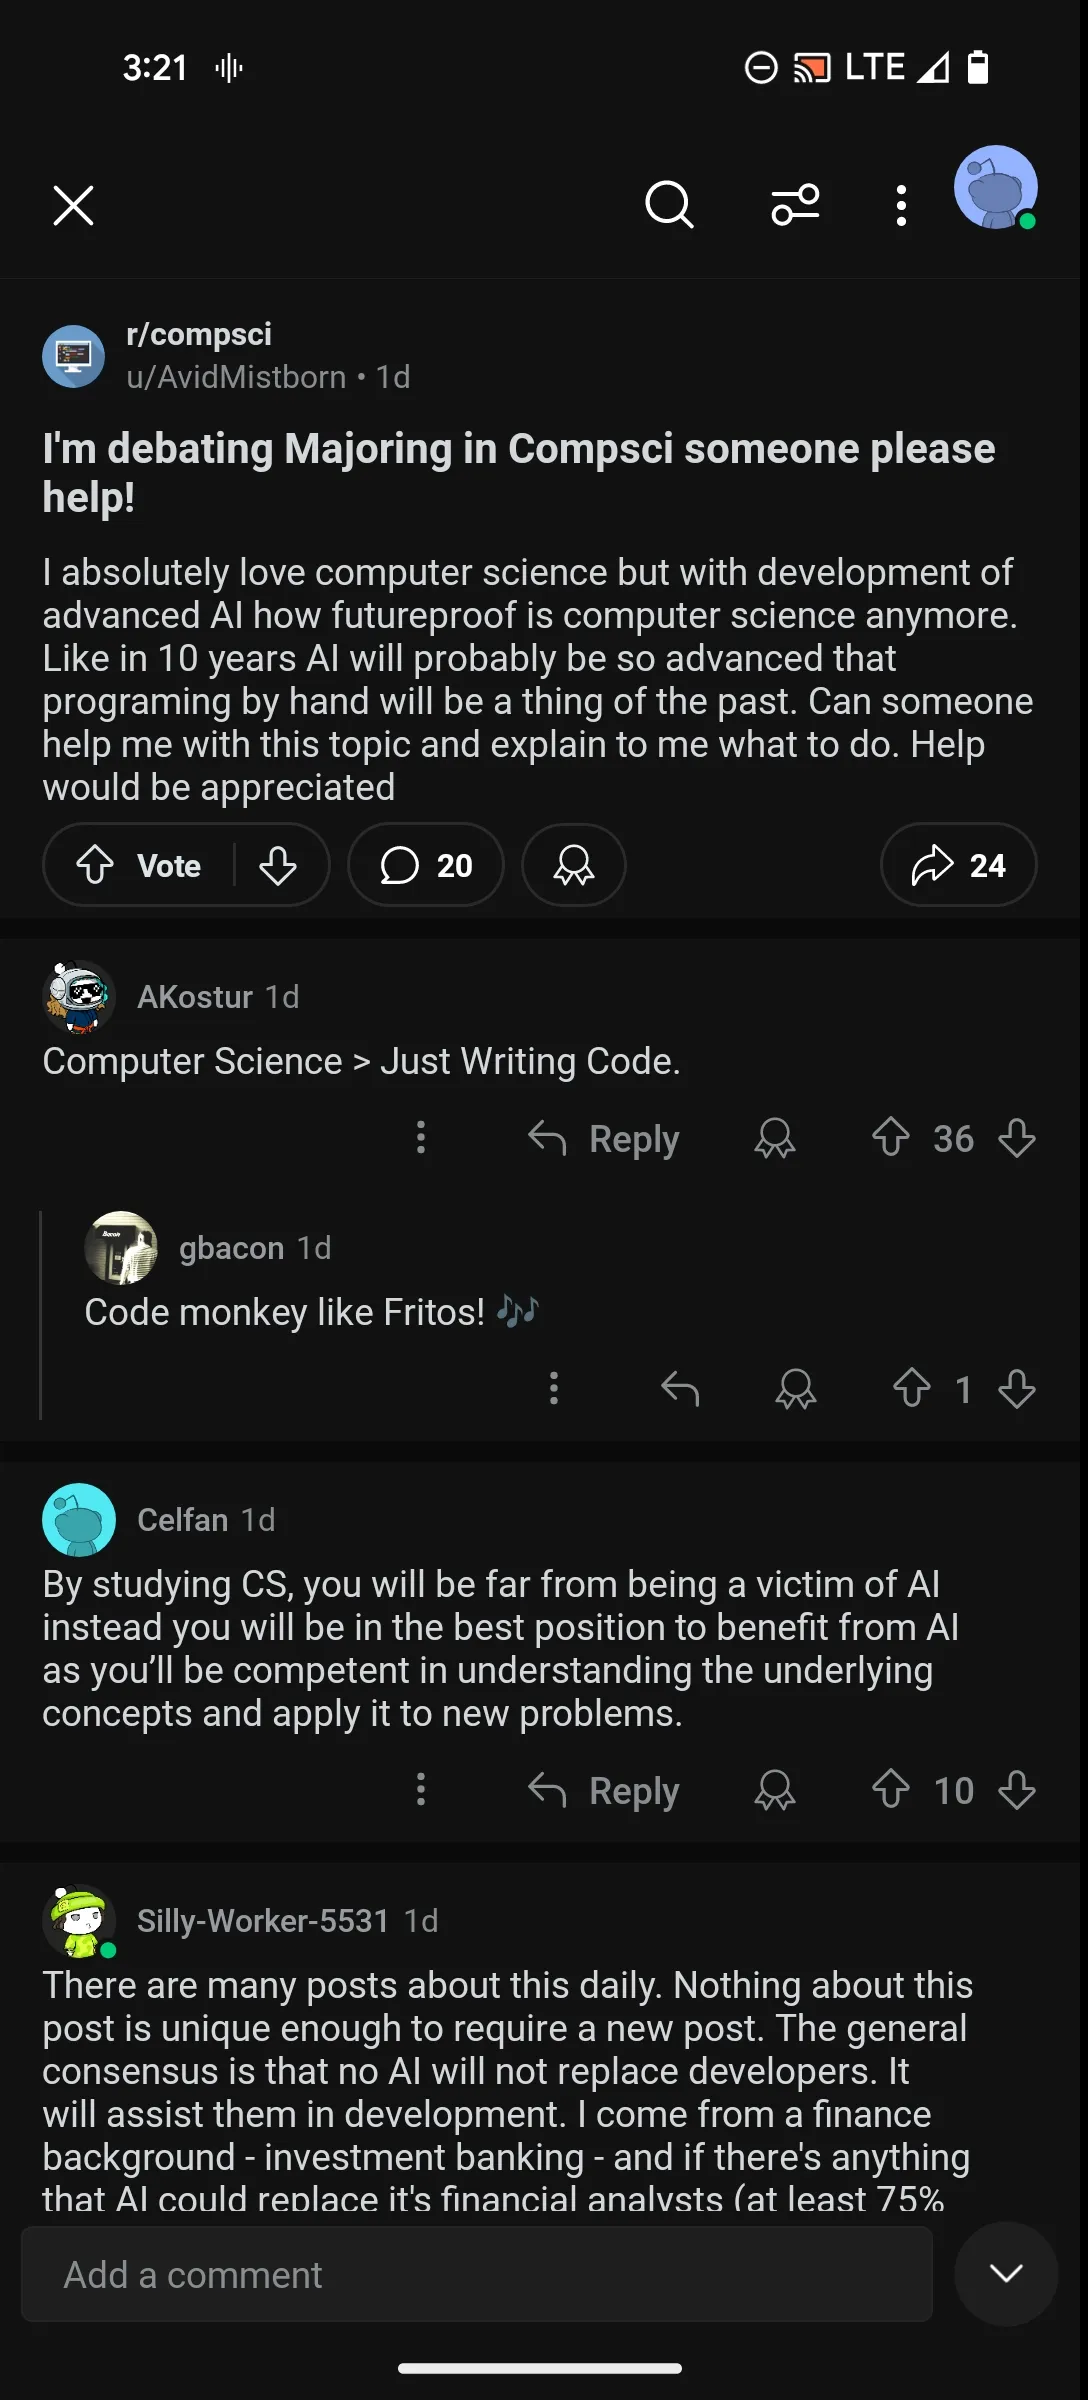 3:21 LTE
r/compsci
u/AvidMistborn • 1d
I'm debating Majoring in Compsci someone please
help!
I absolutely love computer science but with development of
advanced AI how futureproof is computer science anymore.
Like in 10 years AI will probably be so advanced that
programing by hand will be a thing of the past. Can someone
help me with this topic and explain to me what to do. Help
would be appreciated
Vote 20 24
AKostur 1d
Computer Science > Just Writing Code.
Reply 36
Bacon
gbacon 1d
Code monkey like Fritos! 🎶
1
Celfan 1d
By studying CS, you will be far from being a victim of AI
instead you will be in the best position to benefit from AI
as you’ll be competent in understanding the underlying
concepts and apply it to new problems.
Reply 10
Silly-Worker-5531 1d
There are many posts about this daily. Nothing about this
post is unique enough to require a new post. The general
consensus is that no AI will not replace developers. It
will assist them in development. I come from a finance
background - investment banking - and if there's anything
that AI could replace it's financial analysts (at least 75%
Add a comment